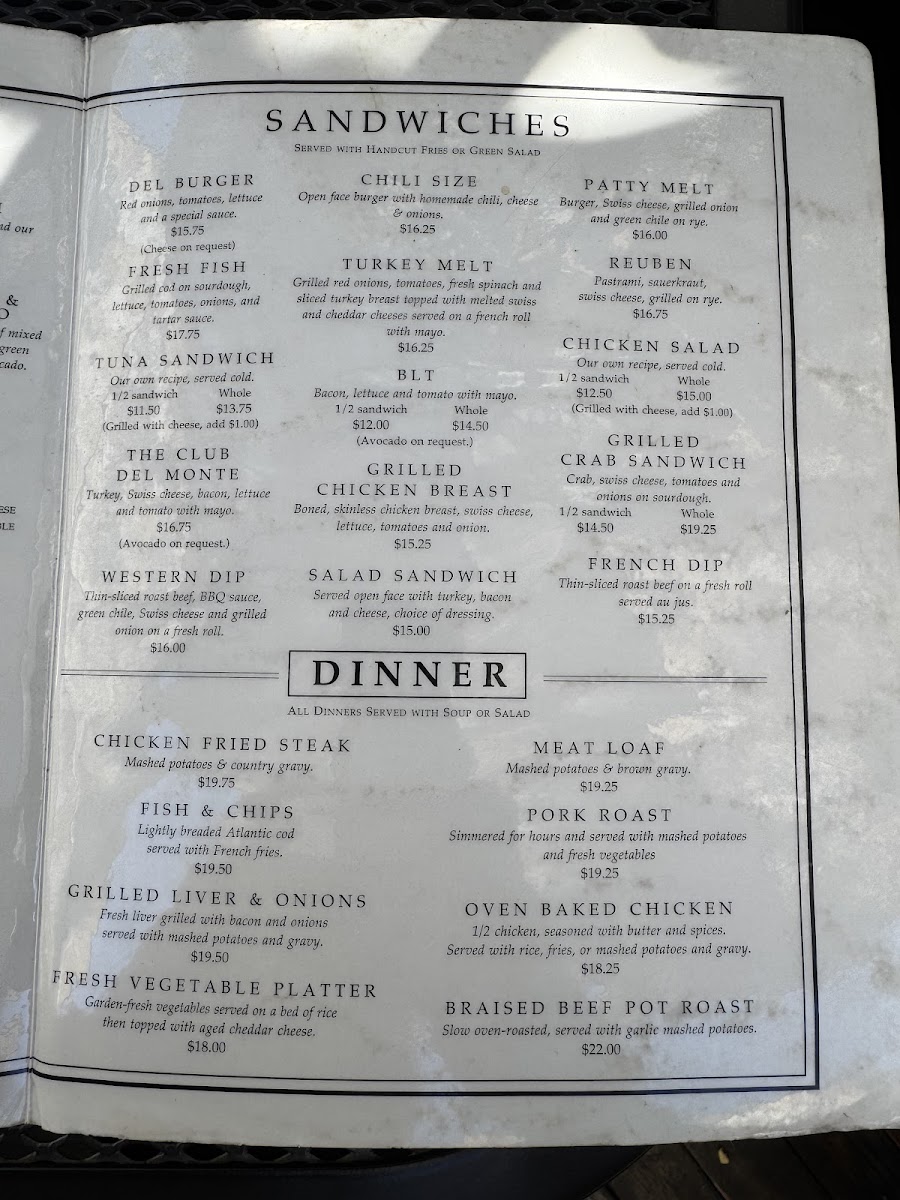 nd our
&
O
f mixed
green
cado.
ESE
BLE
SANDWICHES
SERVED WITH HANDCUT FRIES OR GREEN SALAD
DEL BURGER
Red onions, tomatoes, lettuce
and a special sauce.
$15.75
(Cheese on request)
FRESH FISH
Grilled cod on sourdough,
lettuce, tomatoes, onions, and
tartar sauce.
$17.75
TUNA SANDWICH
Our own recipe, served cold.
1/2 sandwich Whole
$11.50 $13.75
(Grilled with cheese, add $1.00)
THE CLUB
DEL MONTE
Turkey, Swiss cheese, bacon, lettuce
and tomato with mayo.
$16.75
(Avocado on request.)
WESTERN DIP
Thin-sliced roast beef, BBQ sauce,
green chile, Swiss cheese and grilled
onion on a fresh roll.
$16.00
CHILI SIZE
Open face burger with homemade chili, cheese
& onions.
$16.25
TURKEY MELT
Grilled red onions, tomatoes, fresh spinach and
sliced turkey breast topped with melted swiss
and cheddar cheeses served on a french roll
with mayo.
$16.25
BLT
Bacon, lettuce and tomato with mayo.
1/2 sandwich Whole
$12.00 $14.50
(Avocado on request.)
GRILLED
CHICKEN BREAST
Boned, skinless chicken breast, swiss cheese,
lettuce, tomatoes and onion.
$15.25
SALAD SANDWICH
Served open face with turkey, bacon
and cheese, choice of dressing.
$15.00
PATTY MELT
Burger, Swiss cheese, grilled onion
and green chile on rye.
$16.00
REUBEN
Pastrami, sauerkraut,
swiss cheese, grilled on rye.
$16.75
CHICKEN SALAD
Our own recipe, served cold.
1/2 sandwich Whole
$12.50 $15.00
(Grilled with cheese, add $1.00)
GRILLED
CRAB SANDWICH
Crab, swiss cheese, tomatoes and
onions on sourdough.
1/2 sandwich Whole
$14.50 $19.25
FRENCH DIP
Thin-sliced roast beef on a fresh roll
served au jus.
$15.25
DINNER
ALL DINNERS SERVED WITH SOUP OR SALAD
CHICKEN FRIED STEAK
Mashed potatoes & country gravy.
$19.75
FISH & CHIPS
Lightly breaded Atlantic cod
served with French fries.
$19.50
GRILLED LIVER & ONIONS
Fresh liver grilled with bacon and onions
served with mashed potatoes and gravy.
$19.50
FRESH VEGETABLE PLATTER
Garden-fresh vegetables served on a bed of rice
then topped with aged cheddar cheese.
$18.00
MEAT LOAF
Mashed potatoes & brown gravy.
$19.25
PORK ROAST
Simmered for hours and served with mashed potatoes
and fresh vegetables
$19.25
OVEN BAKED CHICKEN
1/2 chicken, seasoned with butter and spices.
Served with rice, fries, or mashed potatoes and gravy.
$18.25
BRAISED BEEF POT ROAST
Slow oven-roasted, served with garlic mashed potatoes.
$22.00